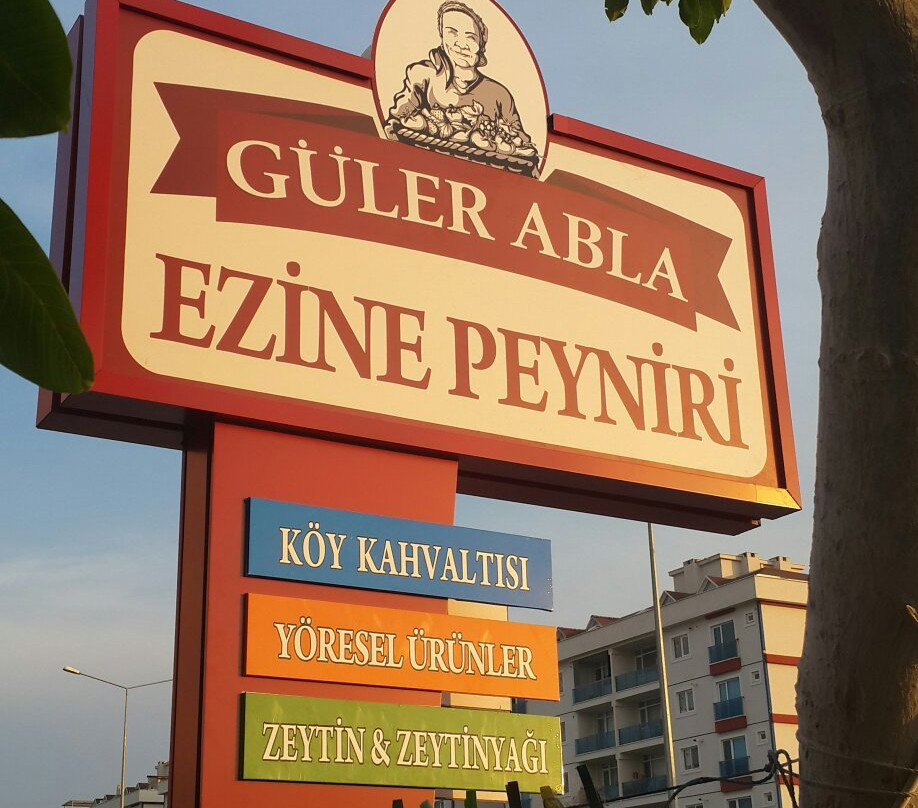 GÜLER ABLA
EZİNE PEYNİRİ
KÖY KAHVALTISI
YÖRESEL ÜRÜNLER
ZEYTİN & ZEYTİNYAĞI